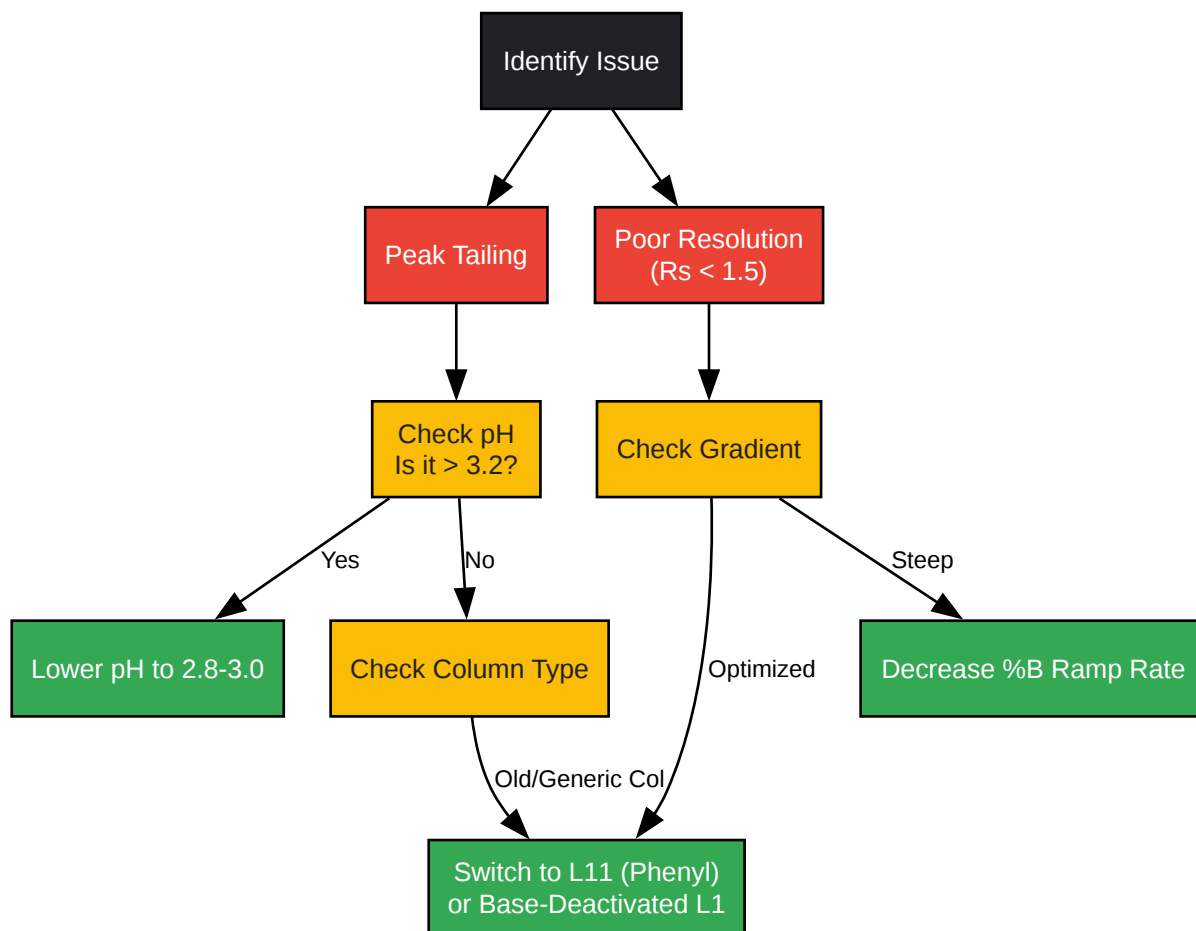 Identify Issue
Peak Tailing
Poor Resolution
(Rs < 1.5)
Check pH
Is it > 3.2?
Check Gradient
Yes
No
Steep
Lower pH to 2.8-3.0
Check Column Type
Optimized
Decrease %B Ramp Rate
Old/Generic Col
Switch to L11 (Phenyl)
or Base-Deactivated L1